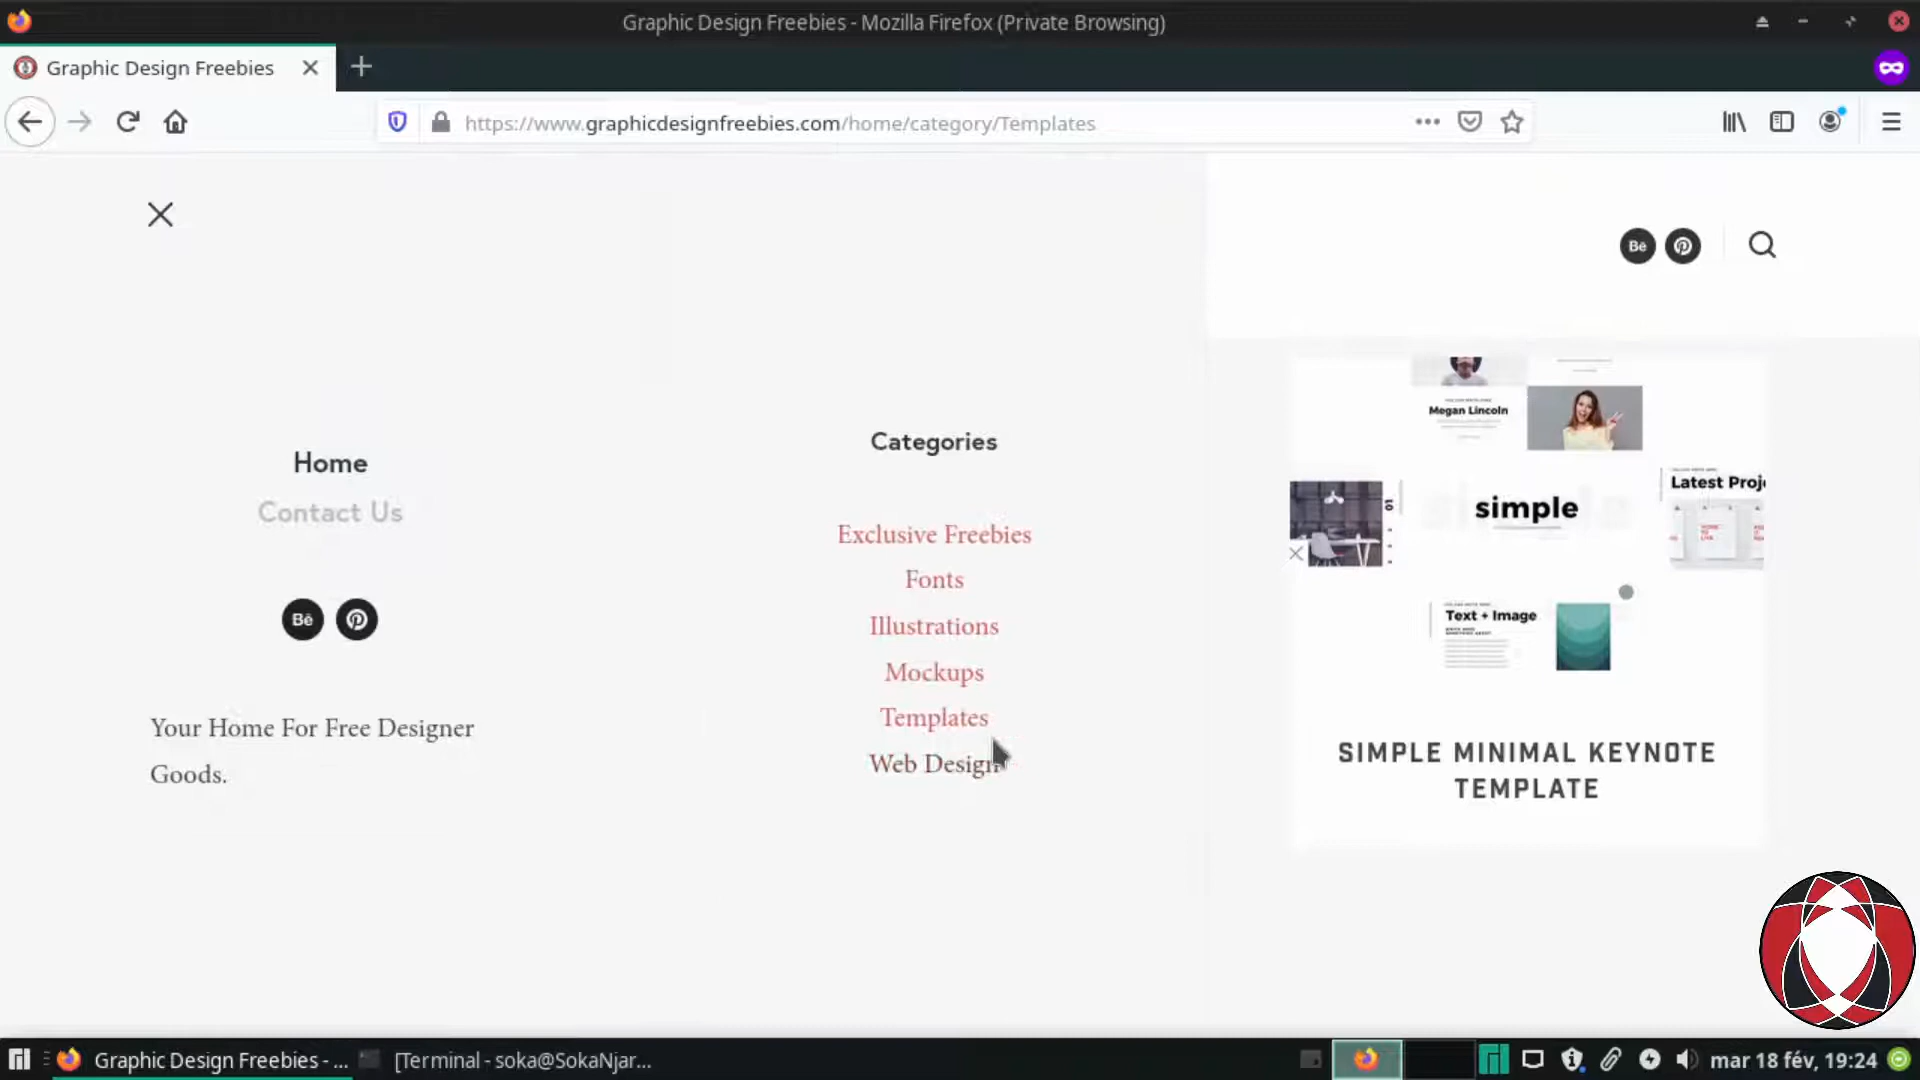 Graphic Design Freebies - Mozilla Firefox (Private Browsing)
Graphic Design Freebies
https://www.graphicdesignfreebies.com/home/category/Templates
Bē
Home
Contact Us
Bē
Your Home For Free Designer
Goods.
Categories
Exclusive Freebies
Fonts
Illustrations
Mockups
Templates
Web Design
Megan Lincoln
simple
Latest Proj
Text + Image
SIMPLE MINIMAL KEYNOTE
TEMPLATE
Graphic Design Freebies - ...
[Terminal - soka@SokaNjar...
mar 18 fév, 19:24